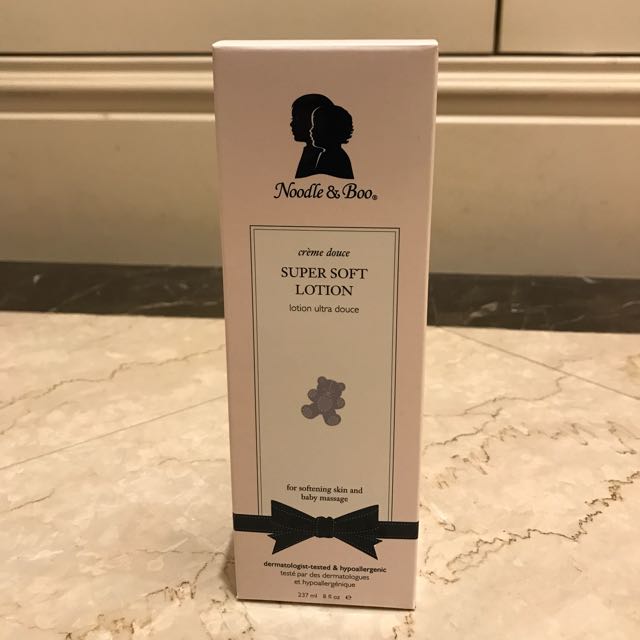 Noodle & Boo®
crème douce
SUPER SOFT
LOTION
lotion ultra douce
for softening skin and
baby massage
dermatologist-tested & hypoallergenic
testé par des dermatologues
et hypoallergénique
237 ml 8 fl oz ℮